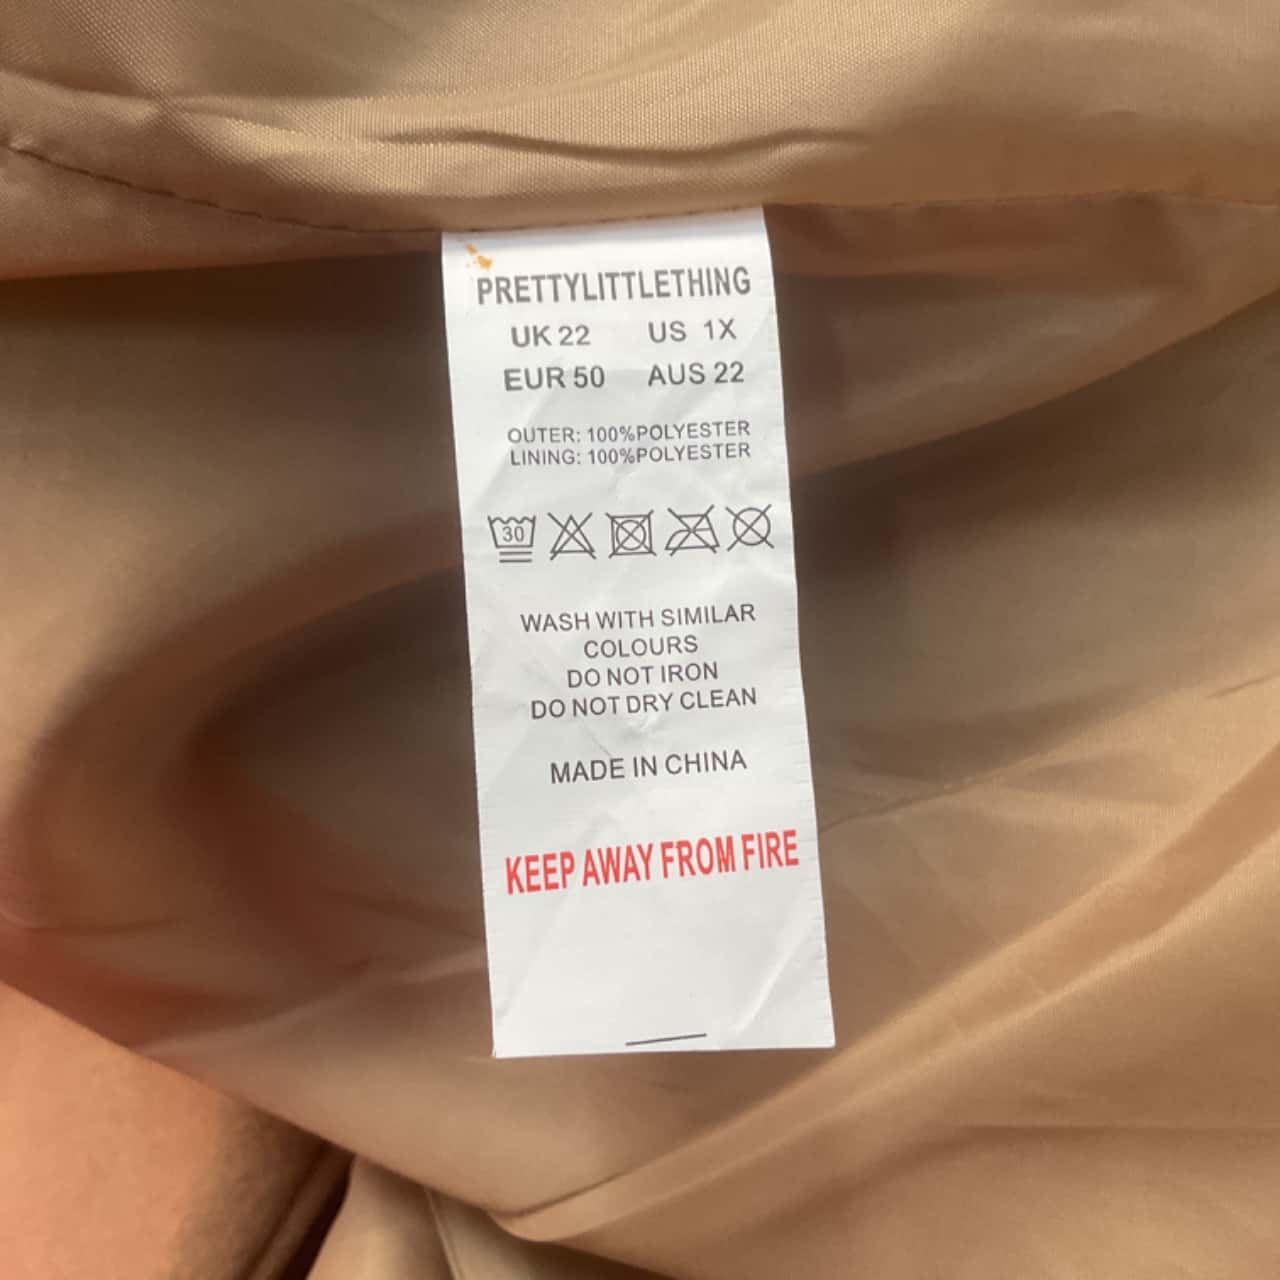 PRETTYLITTLETHING
UK 22 US 1X
EUR 50 AUS 22
OUTER: 100%POLYESTER
LINING: 100%POLYESTER
30
WASH WITH SIMILAR
COLOURS
DO NOT IRON
DO NOT DRY CLEAN
MADE IN CHINA
KEEP AWAY FROM FIRE